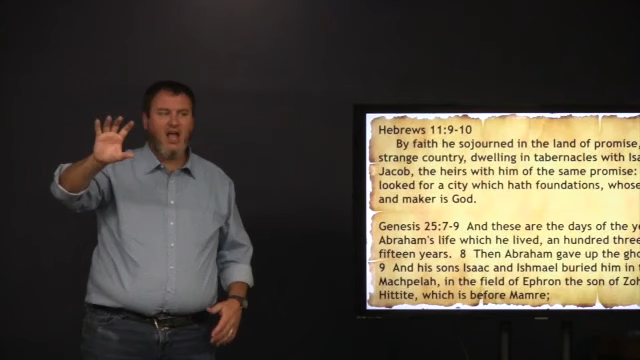 Hebrews 11:9-10
By faith he sojourned in the land of promise,
strange country, dwelling in tabernacles with
Jacob, the heirs with him of the same promise:
looked for a city which hath foundations, whose
and maker is God.
Genesis 25:7-9 And these are the days of the
Abraham's life which he lived, an hundred three
fifteen years. 8 Then Abraham gave up the
9 And his sons Isaac and Ishmael buried him in
Machpelah, in the field of Ephron the son of
Hittite, which is before Mamre;